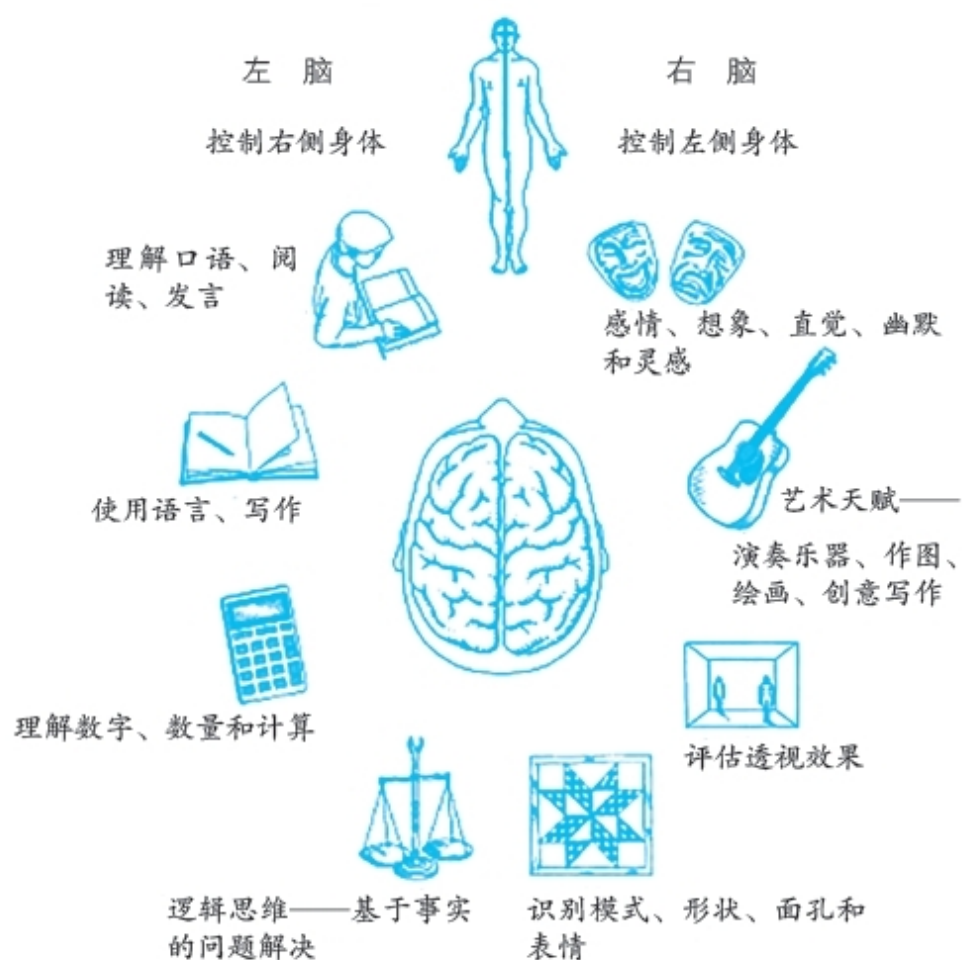 左 脑
右 脑
控制右侧身体
控制左侧身体
理解口语、阅
读、发言
感情、想象、直觉、幽默
和灵感
使用语言、写作
艺术天赋——
演奏乐器、作图、
绘画、创意写作
理解数字、数量和计算
评估透视效果
逻辑思维——基于事实
的问题解决
识别模式、形状、面孔和
表情